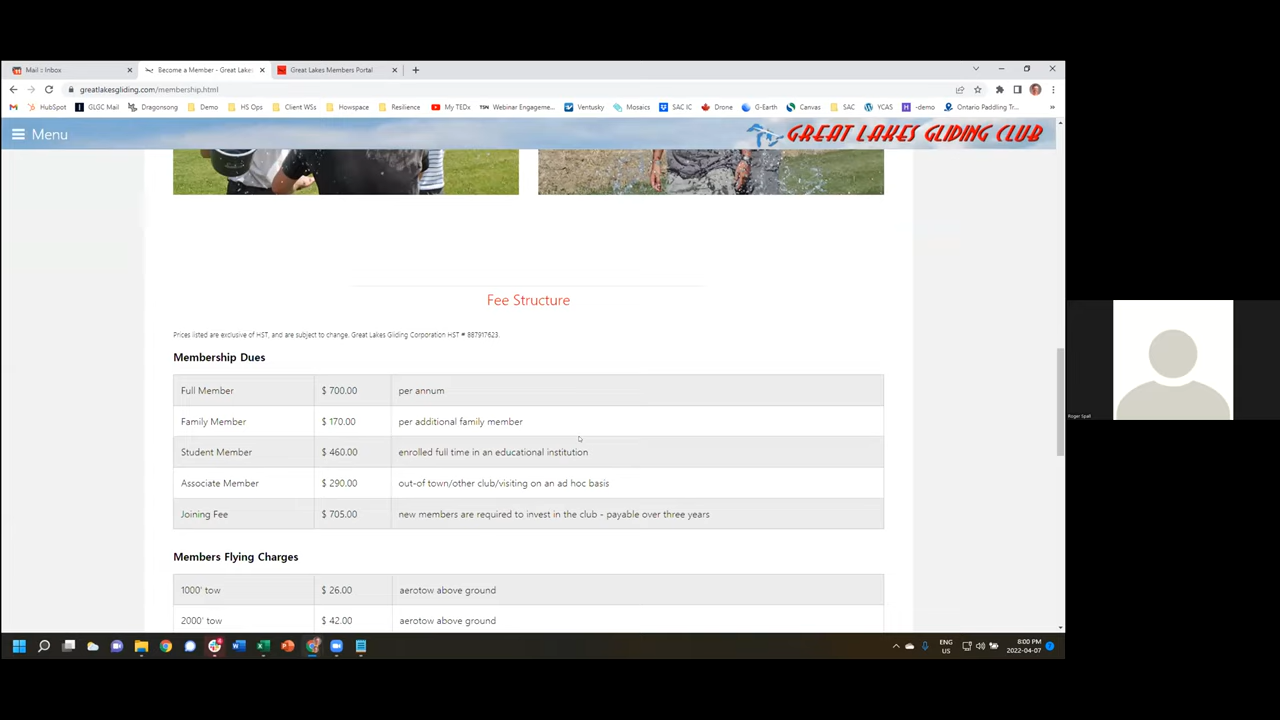 Mail :: Inbox
Become a Member - Great Lakes
Great Lakes Members Portal
greatlakesgliding.com/membership.html
HubSpot GLGC Mail Dragonsong Demo HS Ops Client WSs Howspace Resilience My TEDx Webinar Engageme... Ventusky Mosaics SAC IC Drone G-Earth Canvas SAC YCAS -demo Ontario Paddling Tr...
Menu
GREAT LAKES GLIDING CLUB
Fee Structure
Prices listed are exclusive of HST, and are subject to change. Great Lakes Gliding Corporation HST # 887917623.
Membership Dues
Full Member $ 700.00 per annum
Family Member $ 170.00 per additional family member
Student Member $ 460.00 enrolled full time in an educational institution
Associate Member $ 290.00 out-of town/other club/visiting on an ad hoc basis
Joining Fee $ 705.00 new members are required to invest in the club - payable over three years
Members Flying Charges
1000' tow $ 26.00 aerotow above ground
2000' tow $ 42.00 aerotow above ground
Roger Spall
ENG
US
8:00 PM
2022-04-07